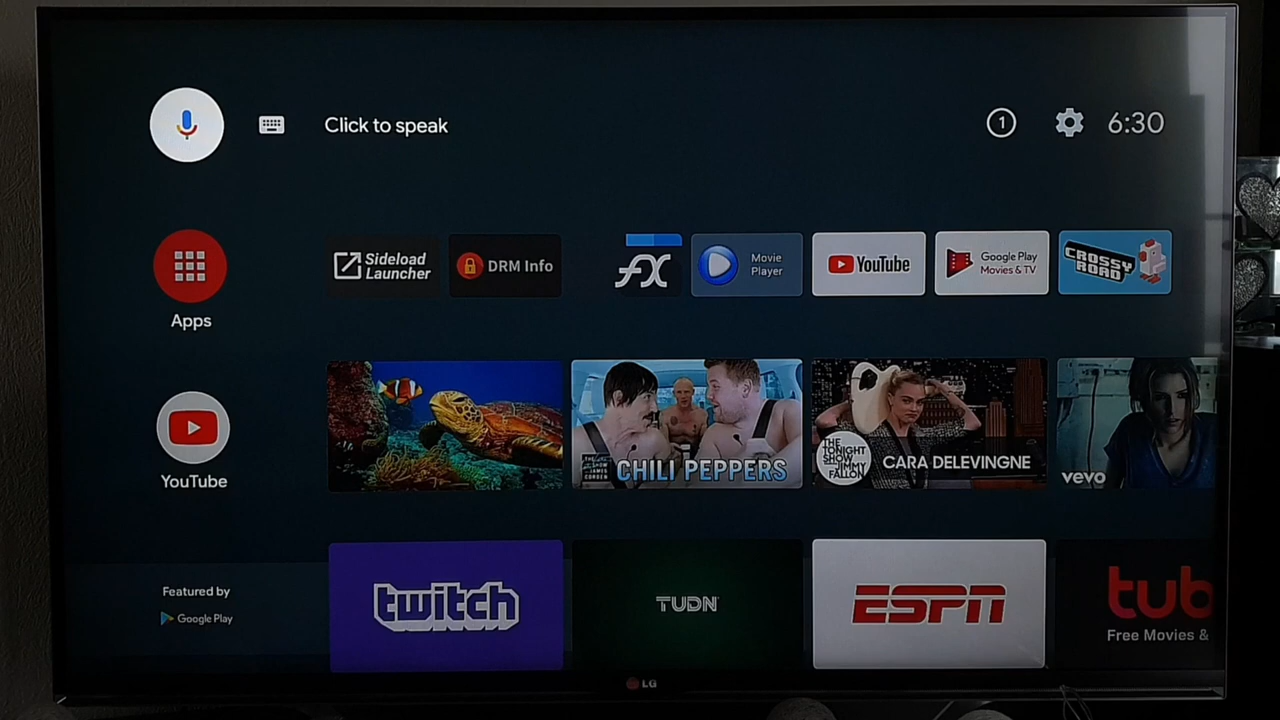 Click to speak
1
6:30
Sideload
Launcher
DRM Info
FX
Movie
Player
YouTube
Google Play
Movies & TV
CROSSY
ROAD
Apps
CHILI PEPPERS
THE
TONIGHT
SHOW
JIMMY
FALLON
CARA DELEVINGNE
vevo
YouTube
Featured by
Google Play
twitch
TUDN
ESPN
tub
Free Movies &
LG